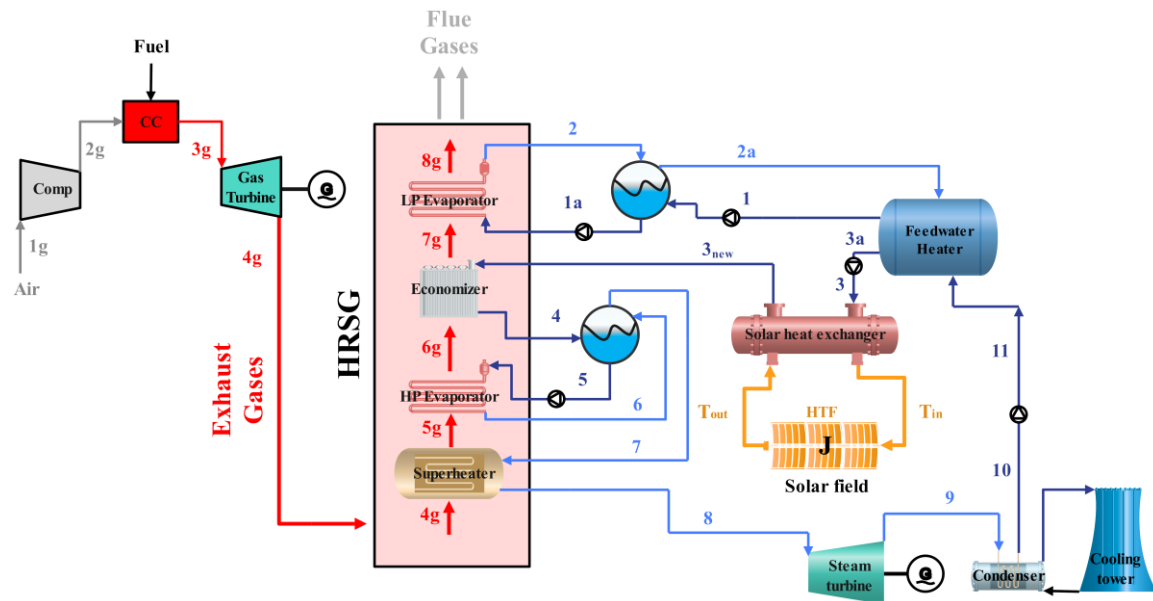 Flue
Gases
Fuel
CC
2g
3g
Comp
Gas
Turbine
G
1g
Air
4g
Exhaust
Gases
HRSG
8g
LP Evaporator
7g
Economizer
6g
HP Evaporator
5g
Superheater
4g
2
2a
1a
1
Feedwater
Heater
3a
3
3new
Solar heat exchanger
4
5
6
7
11
Tout
HTF
Tin
J
Solar field
10
8
9
Steam
turbine
G
Condenser
Cooling
tower